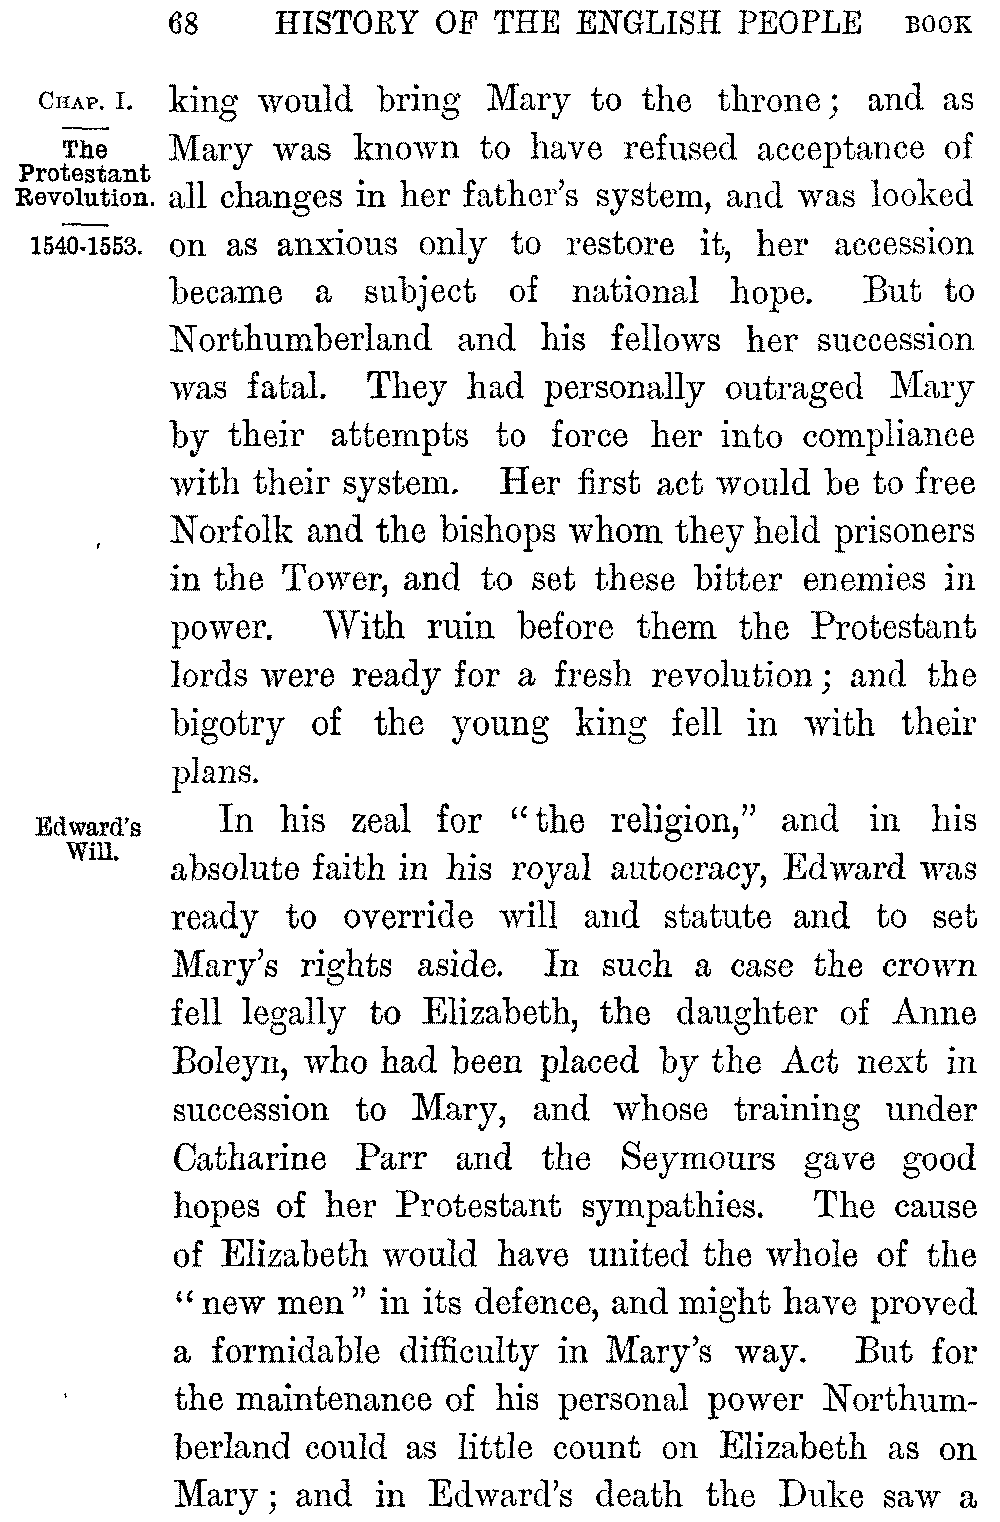 68 HISTORY OF THE ENGLISH PEOPLE BOOK
CHAP. I.
The
Protestant
Revolution.
1540-1553.
king would bring Mary to the throne; and as
Mary was known to have refused acceptance of
all changes in her father's system, and was looked
on as anxious only to restore it, her accession
became a subject of national hope. But to
Northumberland and his fellows her succession
was fatal. They had personally outraged Mary
by their attempts to force her into compliance
with their system. Her first act would be to free
Norfolk and the bishops whom they held prisoners
in the Tower, and to set these bitter enemies in
power. With ruin before them the Protestant
lords were ready for a fresh revolution; and the
bigotry of the young king fell in with their
plans.
Edward's
Will.
In his zeal for "the religion," and in his
absolute faith in his royal autocracy, Edward was
ready to override will and statute and to set
Mary's rights aside. In such a case the crown
fell legally to Elizabeth, the daughter of Anne
Boleyn, who had been placed by the Act next in
succession to Mary, and whose training under
Catharine Parr and the Seymours gave good
hopes of her Protestant sympathies. The cause
of Elizabeth would have united the whole of the
"new men" in its defence, and might have proved
a formidable difficulty in Mary's way. But for
the maintenance of his personal power Northum-
berland could as little count on Elizabeth as on
Mary; and in Edward's death the Duke saw a